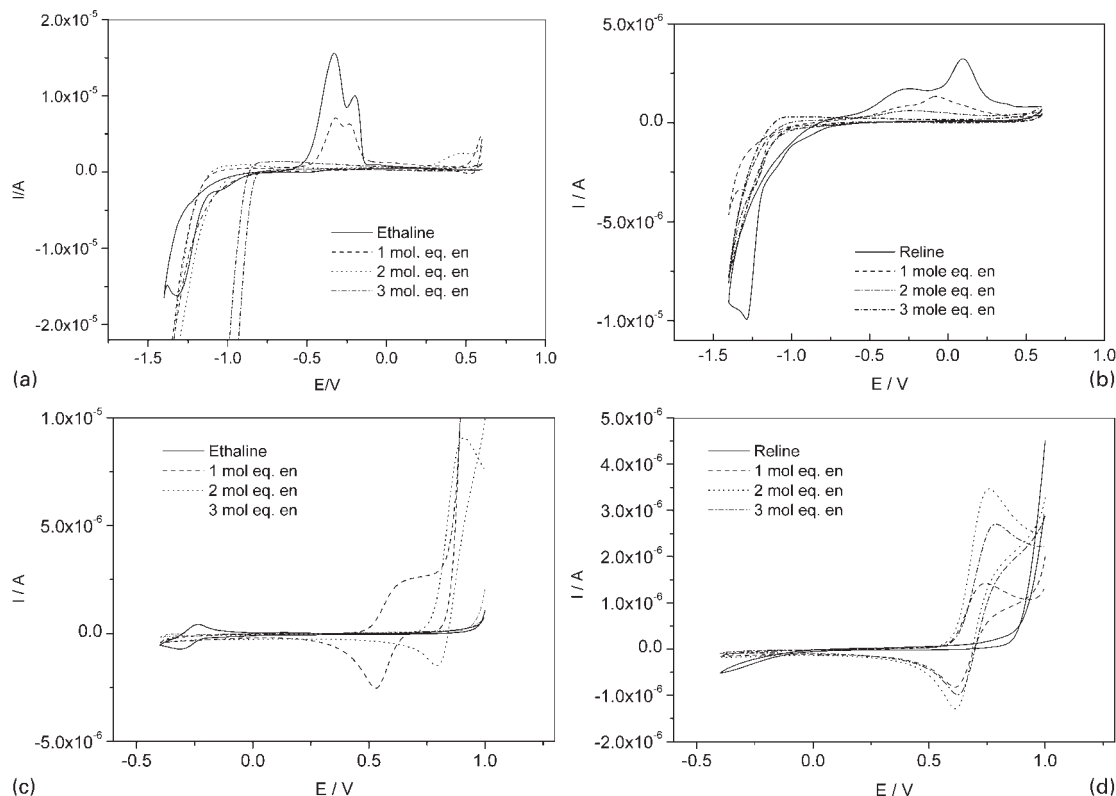 2.0x10⁻⁵
1.0x10⁻⁵
0.0
-1.0x10⁻⁵
-2.0x10⁻⁵
I/A
Ethaline
1 mol. eq. en
2 mol. eq. en
3 mol. eq. en
-1.5 -1.0 -0.5 0.0 0.5 1.0
E/V
(a)
5.0x10⁻⁶
0.0
-5.0x10⁻⁶
-1.0x10⁻⁵
I / A
Reline
1 mole eq. en
2 mole eq. en
3 mole eq. en
-1.5 -1.0 -0.5 0.0 0.5 1.0
E / V
(b)
1.0x10⁻⁵
5.0x10⁻⁶
0.0
-5.0x10⁻⁶
I / A
Ethaline
1 mol eq. en
2 mol eq. en
3 mol eq. en
-0.5 0.0 0.5 1.0
E / V
(c)
5.0x10⁻⁶
4.0x10⁻⁶
3.0x10⁻⁶
2.0x10⁻⁶
1.0x10⁻⁶
0.0
-1.0x10⁻⁶
-2.0x10⁻⁶
I / A
Reline
1 mol eq. en
2 mol eq. en
3 mol eq. en
-0.5 0.0 0.5 1.0
E / V
(d)